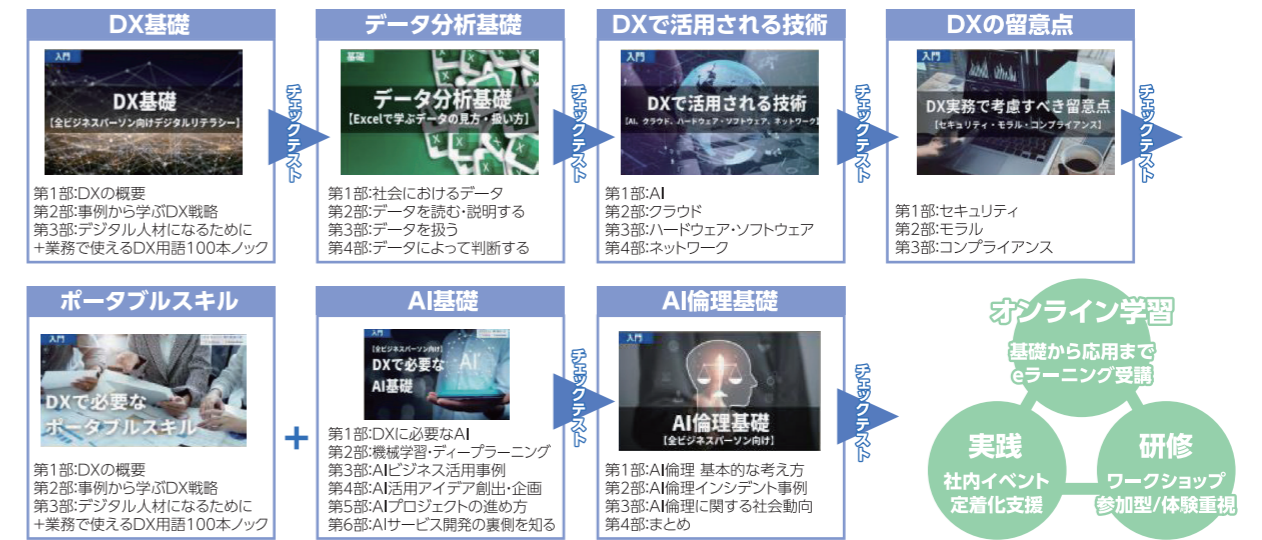 DX基礎
入門
DX基礎
【全ビジネスパーソン向けデジタルリテラシー】
第1部:DXの概要
第2部:事例から学ぶDX戦略
第3部:デジタル人材になるために
+業務で使えるDX用語100本ノック
チェックテスト
データ分析基礎
基礎
データ分析基礎
【Excelで学ぶデータの見方・扱い方】
第1部:社会におけるデータ
第2部:データを読む・説明する
第3部:データを扱う
第4部:データによって判断する
チェックテスト
DXで活用される技術
入門
DXで活用される技術
【AI、クラウド、ハードウェア・ソフトウェア、ネットワーク】
第1部:AI
第2部:クラウド
第3部:ハードウェア・ソフトウェア
第4部:ネットワーク
チェックテスト
DXの留意点
入門
DX実務で考慮すべき留意点
【セキュリティ・モラル・コンプライアンス】
第1部:セキュリティ
第2部:モラル
第3部:コンプライアンス
チェックテスト
ポータブルスキル
入門
DXで必要な
ポータブルスキル
第1部:DXの概要
第2部:事例から学ぶDX戦略
第3部:デジタル人材になるために
+業務で使えるDX用語100本ノック
+
AI基礎
入門
【全ビジネスパーソン向け】
DXで必要な
AI基礎
AI
第1部:DXに必要なAI
第2部:機械学習・ディープラーニング
第3部:AIビジネス活用事例
第4部:AI活用アイデア創出・企画
第5部:AIプロジェクトの進め方
第6部:AIサービス開発の裏側を知る
チェックテスト
AI倫理基礎
入門
AI倫理基礎
【全ビジネスパーソン向け】
第1部:AI倫理 基本的な考え方
第2部:AI倫理インシデント事例
第3部:AI倫理に関する社会動向
第4部:まとめ
チェックテスト
オンライン学習
基礎から応用まで
eラーニング受講
実践
社内イベント
定着化支援
研修
ワークショップ
参加型/体験重視